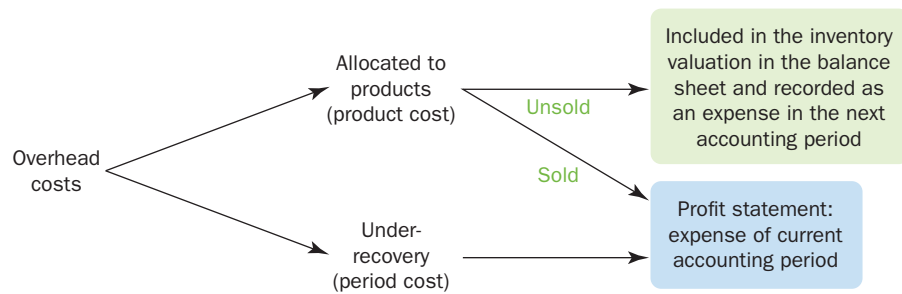 Overhead
costs
Allocated to
products
(product cost)
Under-
recovery
(period cost)
Unsold
Sold
Included in the inventory
valuation in the balance
sheet and recorded as
an expense in the next
accounting period
Profit statement:
expense of current
accounting period